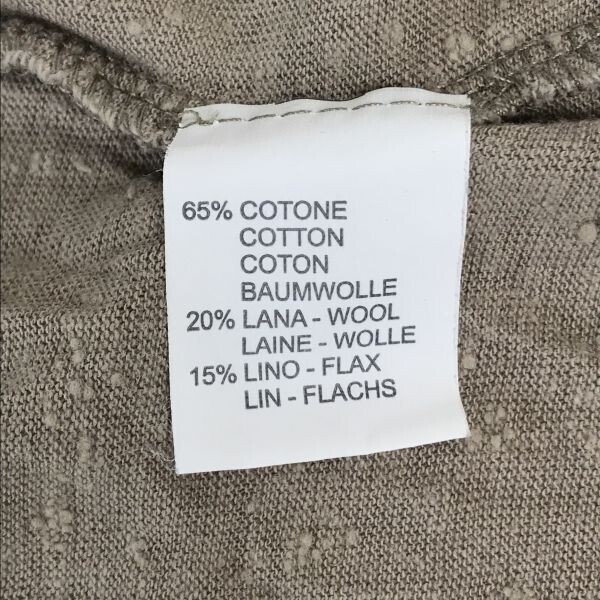 65% COTONE
COTTON
COTON
BAUMWOLLE
20% LANA - WOOL
LAINE - WOLLE
15% LINO - FLAX
LIN - FLACHS